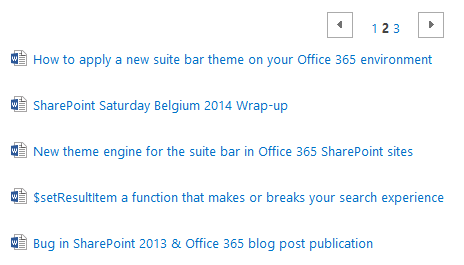 1 2 3
How to apply a new suite bar theme on your Office 365 environment
SharePoint Saturday Belgium 2014 Wrap-up
New theme engine for the suite bar in Office 365 SharePoint sites
$setResultItem a function that makes or breaks your search experience
Bug in SharePoint 2013 & Office 365 blog post publication